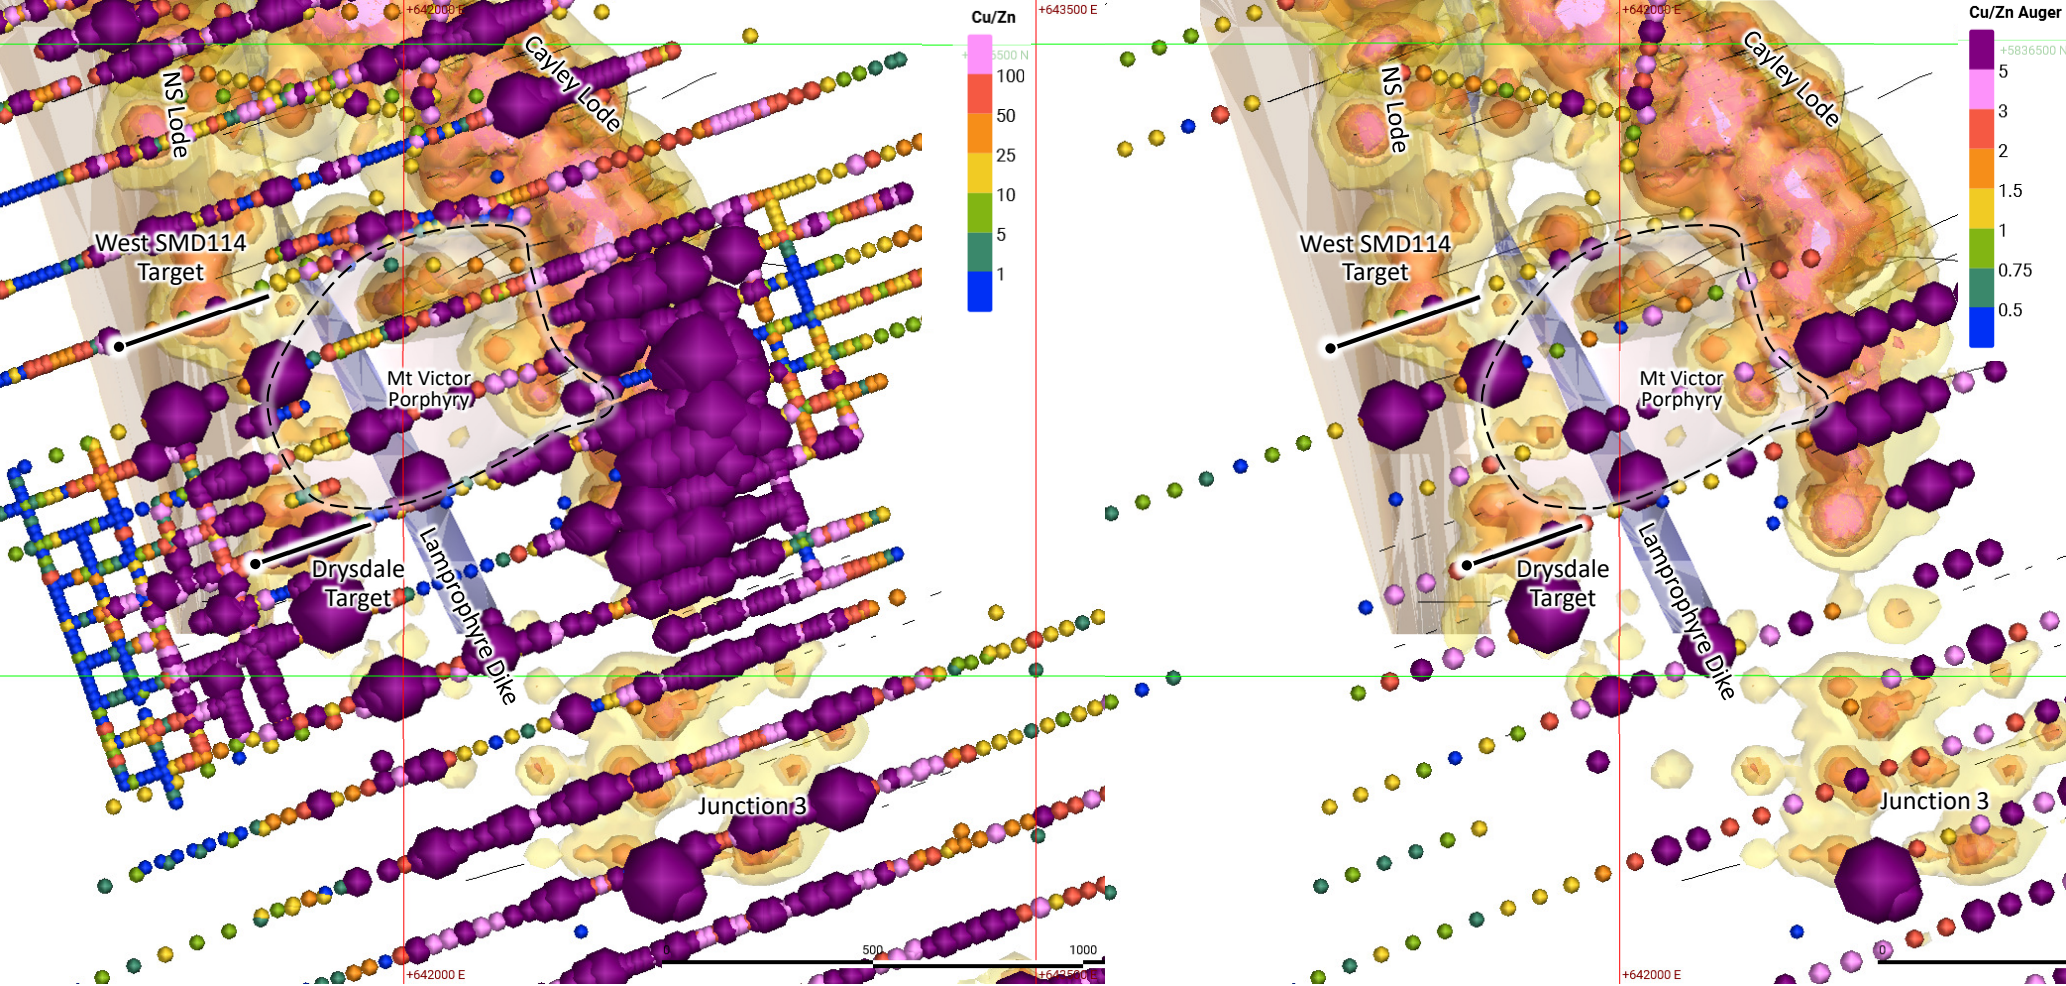 +642000 E
+643500 E
Cu/Zn
5500 N
100
50
25
10
5
1
NS Lode
Cayley Lode
West SMD114
Target
Mt Victor
Porphyry
Drysdale
Target
Lamprophyre Dike
Junction 3
0
500
1000
+642000 E
+643500 E
+642000 E
Cu/Zn Auger
+5836500 N
5
3
2
1.5
1
0.75
0.5
NS Lode
Cayley Lode
West SMD114
Target
Mt Victor
Porphyry
Drysdale
Target
Lamprophyre Dike
Junction 3
0
+642000 E